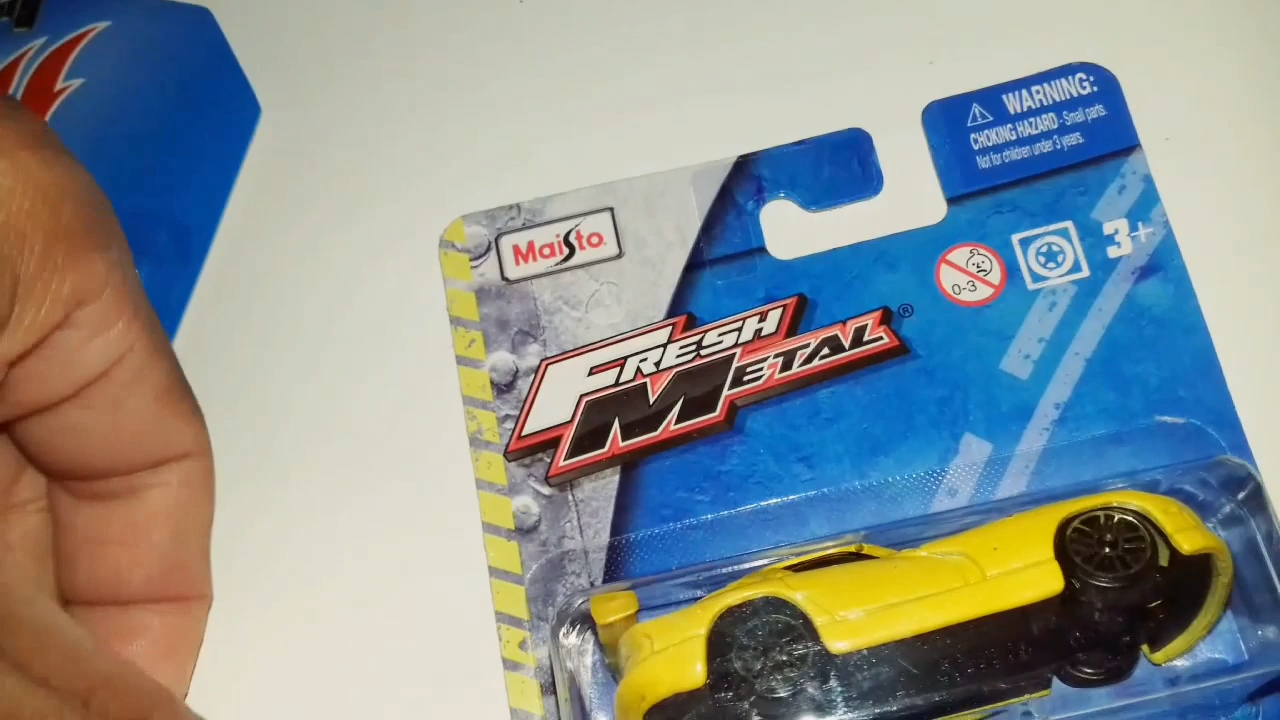 WARNING:
CHOKING HAZARD - Small parts.
Not for children under 3 years.
Maisto
0-3
3+
FRESH
METAL®